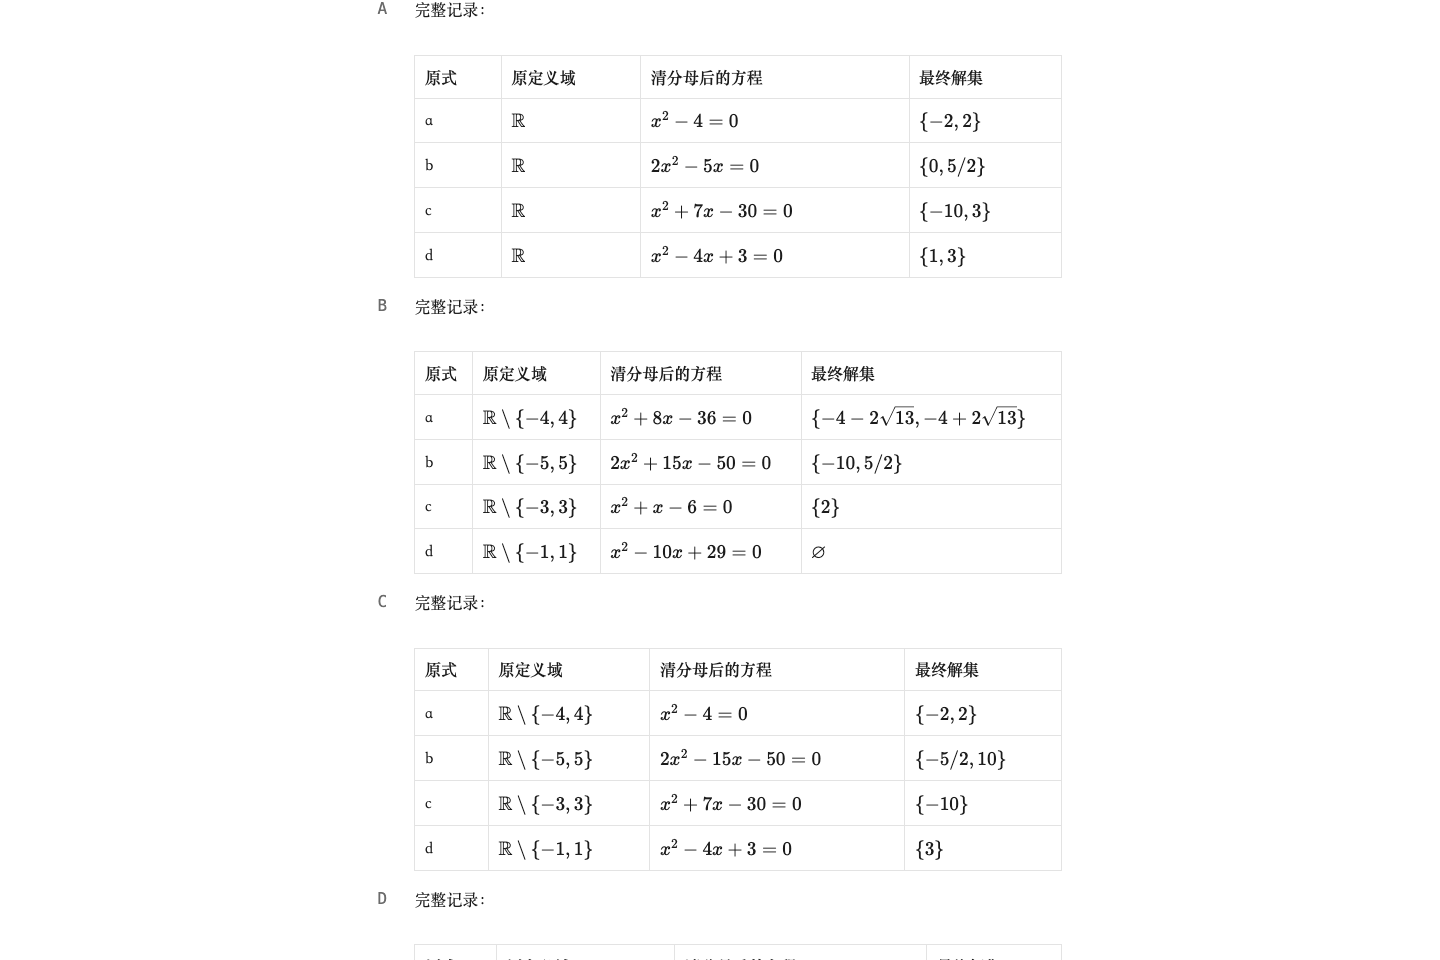 A 完整记录：
原式 原定义域 清分母后的方程 最终解集
a ℝ x² − 4 = 0 {−2, 2}
b ℝ 2x² − 5x = 0 {0, 5/2}
c ℝ x² + 7x − 30 = 0 {−10, 3}
d ℝ x² − 4x + 3 = 0 {1, 3}
B 完整记录：
原式 原定义域 清分母后的方程 最终解集
a ℝ \ {−4, 4} x² + 8x − 36 = 0 {−4 − 2√13, −4 + 2√13}
b ℝ \ {−5, 5} 2x² + 15x − 50 = 0 {−10, 5/2}
c ℝ \ {−3, 3} x² + x − 6 = 0 {2}
d ℝ \ {−1, 1} x² − 10x + 29 = 0 ∅
C 完整记录：
原式 原定义域 清分母后的方程 最终解集
a ℝ \ {−4, 4} x² − 4 = 0 {−2, 2}
b ℝ \ {−5, 5} 2x² − 15x − 50 = 0 {−5/2, 10}
c ℝ \ {−3, 3} x² + 7x − 30 = 0 {−10}
d ℝ \ {−1, 1} x² − 4x + 3 = 0 {3}
D 完整记录：